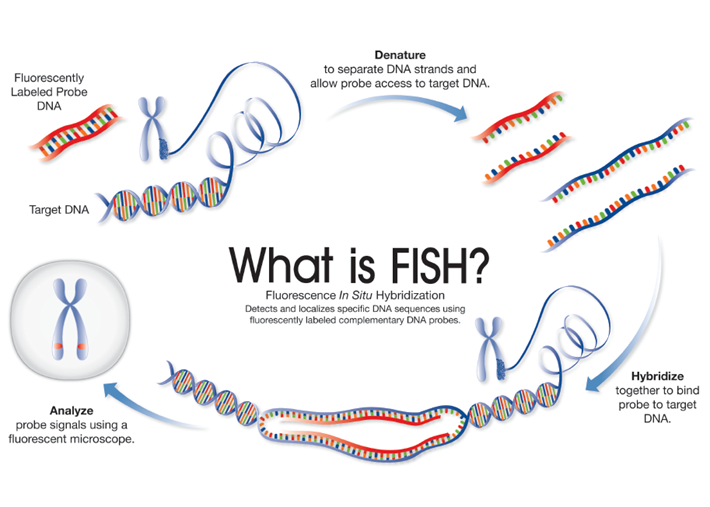 Denature
to separate DNA strands and
allow probe access to target DNA.
Fluorescently
Labeled Probe
DNA
Target DNA
What is FISH?
Fluorescence In Situ Hybridization
Detects and localizes specific DNA sequences using
fluorescently labeled complementary DNA probes.
Hybridize
together to bind
probe to target
DNA.
Analyze
probe signals using a
fluorescent microscope.